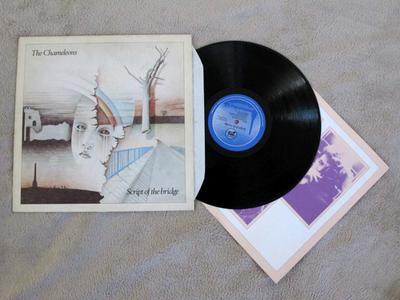 The Chameleons
Script of the bridge